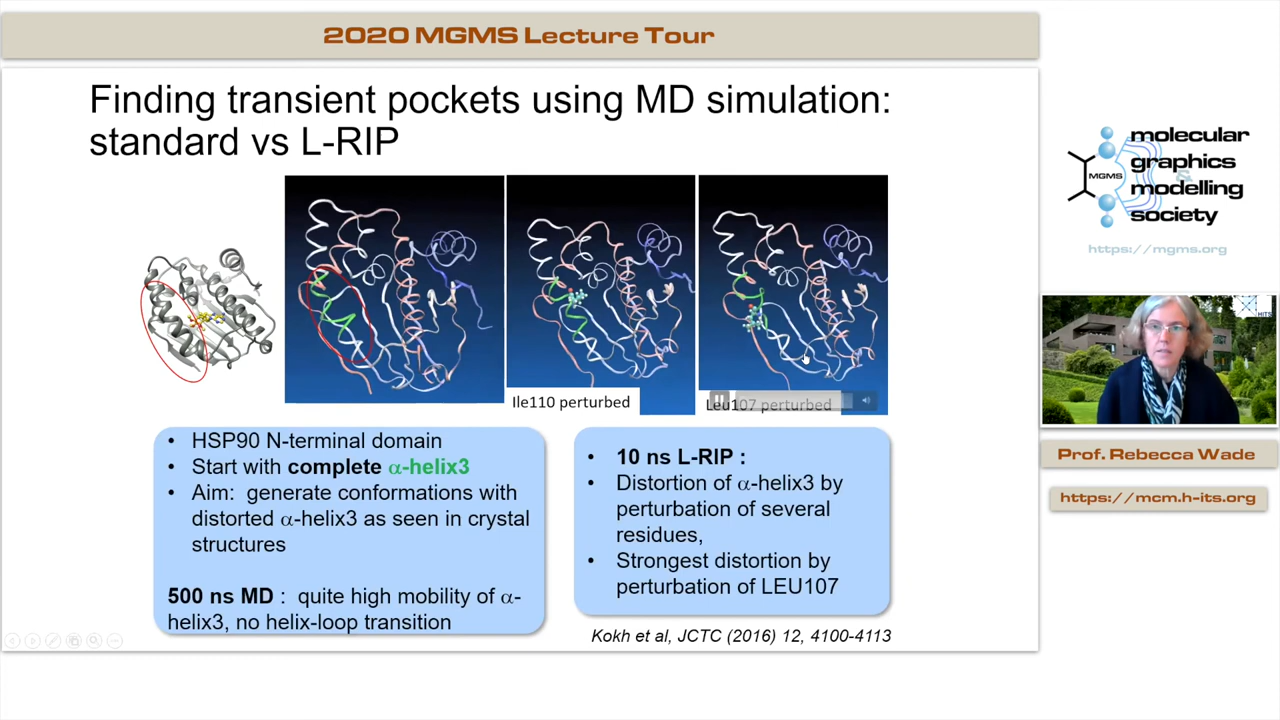 2020 MGMS Lecture Tour
Finding transient pockets using MD simulation:
standard vs L-RIP
Ile110 perturbed
Leu107 perturbed
• HSP90 N-terminal domain
• Start with complete α-helix3
• Aim: generate conformations with
distorted α-helix3 as seen in crystal
structures
500 ns MD : quite high mobility of α-
helix3, no helix-loop transition
• 10 ns L-RIP :
• Distortion of α-helix3 by
perturbation of several
residues,
• Strongest distortion by
perturbation of LEU107
Kokh et al, JCTC (2016) 12, 4100-4113
MGMS
molecular
graphics
&
modelling
society
https://mgms.org
HITS
Prof. Rebecca Wade
https://mcm.h-its.org